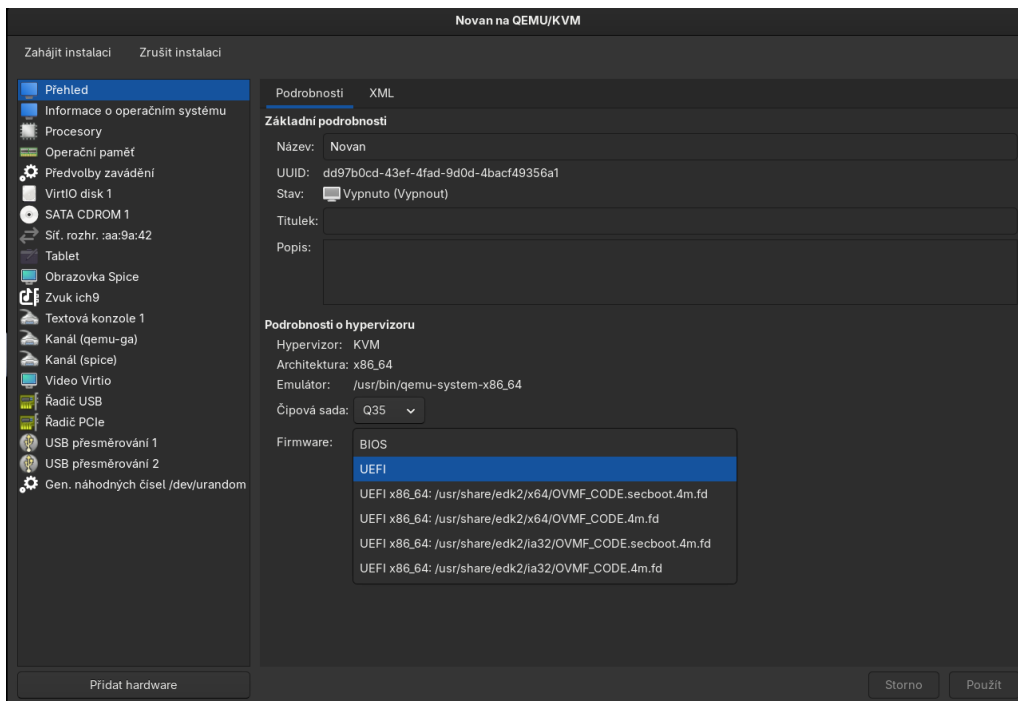 Novan na QEMU/KVM
Zahájit instalaci Zrušit instalaci
Přehled
Informace o operačním systému
Procesory
Operační paměť
Předvolby zavádění
VirtIO disk 1
SATA CDROM 1
Síť. rozhr. :aa:9a:42
Tablet
Obrazovka Spice
Zvuk ich9
Textová konzole 1
Kanál (qemu-ga)
Kanál (spice)
Video Virtio
Řadič USB
Řadič PCIe
USB přesměrování 1
USB přesměrování 2
Gen. náhodných čísel /dev/urandom
Přidat hardware
Podrobnosti XML
Základní podrobnosti
Název: Novan
UUID: dd97b0cd-43ef-4fad-9d0d-4bacf49356a1
Stav: Vypnuto (Vypnout)
Titulek:
Popis:
Podrobnosti o hypervizoru
Hypervizor: KVM
Architektura: x86_64
Emulátor: /usr/bin/qemu-system-x86_64
Čipová sada: Q35
Firmware:
BIOS
UEFI
UEFI x86_64: /usr/share/edk2/x64/OVMF_CODE.secboot.4m.fd
UEFI x86_64: /usr/share/edk2/x64/OVMF_CODE.4m.fd
UEFI x86_64: /usr/share/edk2/ia32/OVMF_CODE.secboot.4m.fd
UEFI x86_64: /usr/share/edk2/ia32/OVMF_CODE.4m.fd
Storno Použít